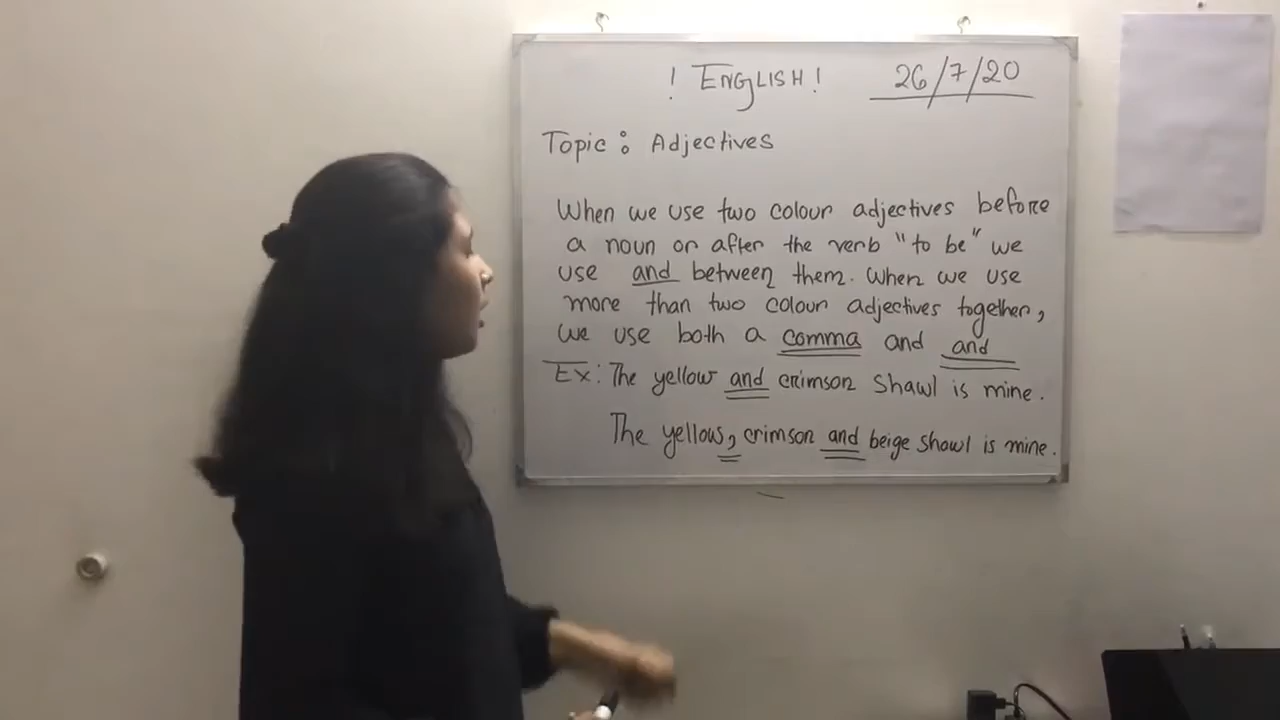 ! ENGLISH! 26/7/20
Topic: Adjectives
When we use two colour adjectives before
a noun or after the verb "to be" we
use and between them. When we use
more than two colour adjectives together,
we use both a comma and and
Ex: The yellow and crimson shawl is mine.
The yellow, crimson and beige shawl is mine.